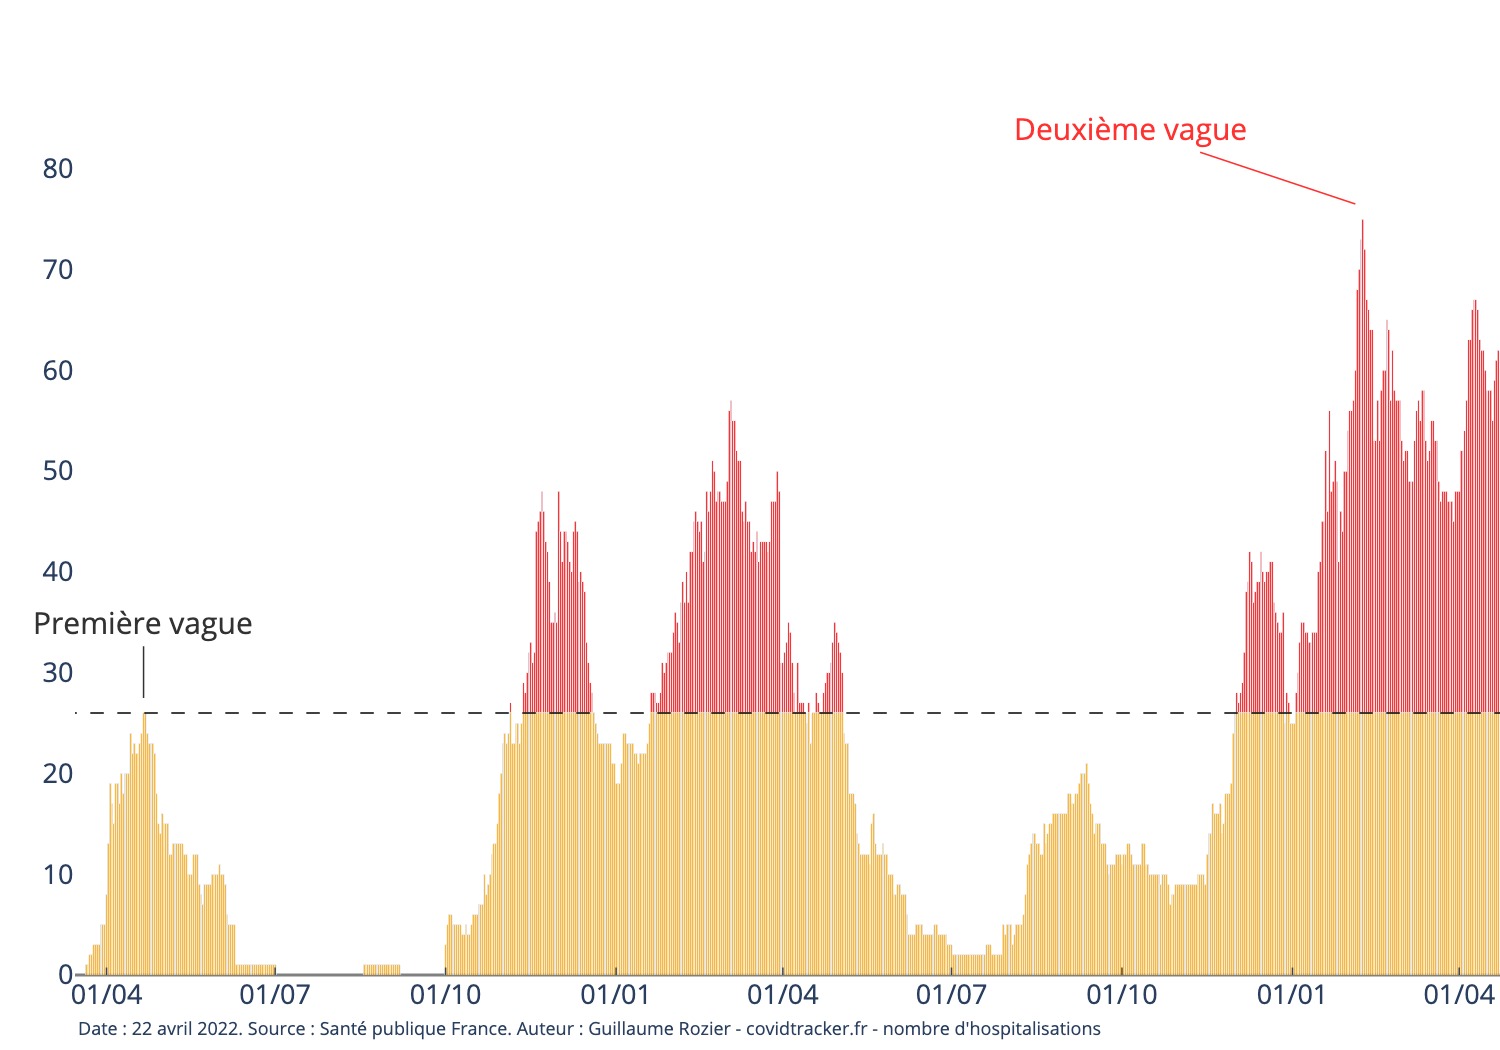 Deuxième vague
80
70
60
50
40
Première vague
30
20
10
0
01/04 01/07 01/10 01/01 01/04 01/07 01/10 01/01 01/04
Date : 22 avril 2022. Source : Santé publique France. Auteur : Guillaume Rozier - covidtracker.fr - nombre d'hospitalisations